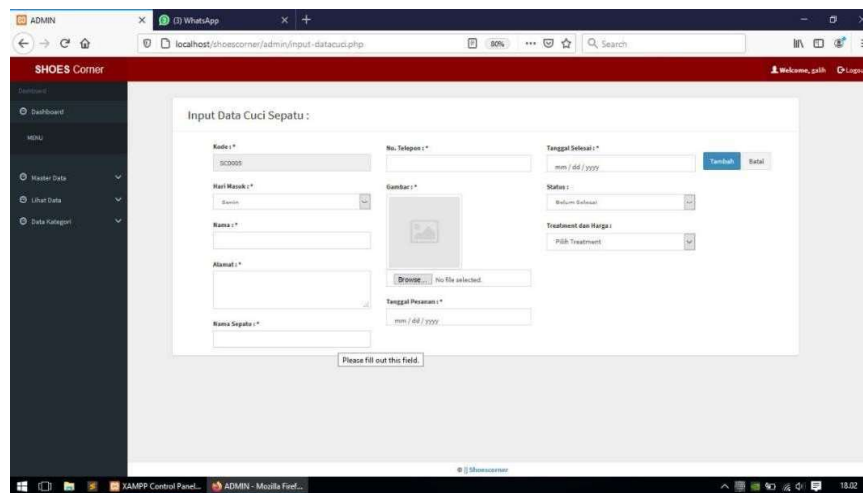 ADMIN
(3) WhatsApp
localhost/shoescorner/admin/input-datacuci.php
80%
Search
SHOES Corner
Welcome, galih
Dashboard
Dashboard
MENU
Master Data
Lihat Data
Data Kategori
Input Data Cuci Sepatu :
Kode : *
SC0005
Hari Masuk : *
Senin
Nama : *
Alamat : *
Nama Sepatu : *
No. Telepon : *
Gambar : *
Browse... No file selected.
Tanggal Pesanan : *
mm / dd / yyyy
Tanggal Selesai : *
mm / dd / yyyy
Status :
Belum Selesai
Treatment dan Harga :
Pilih Treatment
Tambah
Batal
Please fill out this field.
© || Shoescorner
XAMPP Control Panel...
ADMIN - Mozilla Firef...
18.02